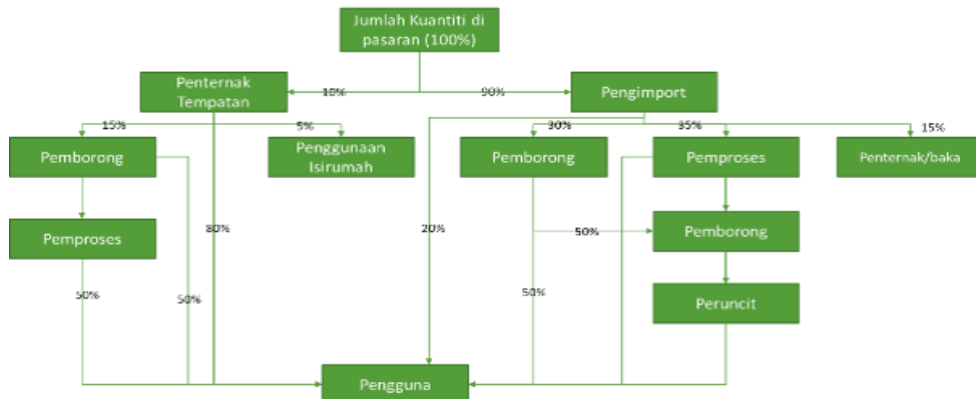 Jumlah Kuantiti di
pasaran (100%)
Penternak
Tempatan
10%
90%
Pengimport
15%
5%
30%
35%
15%
Pemborong
Penggunaan
Isirumah
Pemborong
Pemproses
Penternak/baka
Pemproses
80%
20%
50%
Pemborong
50%
50%
50%
Peruncit
Pengguna